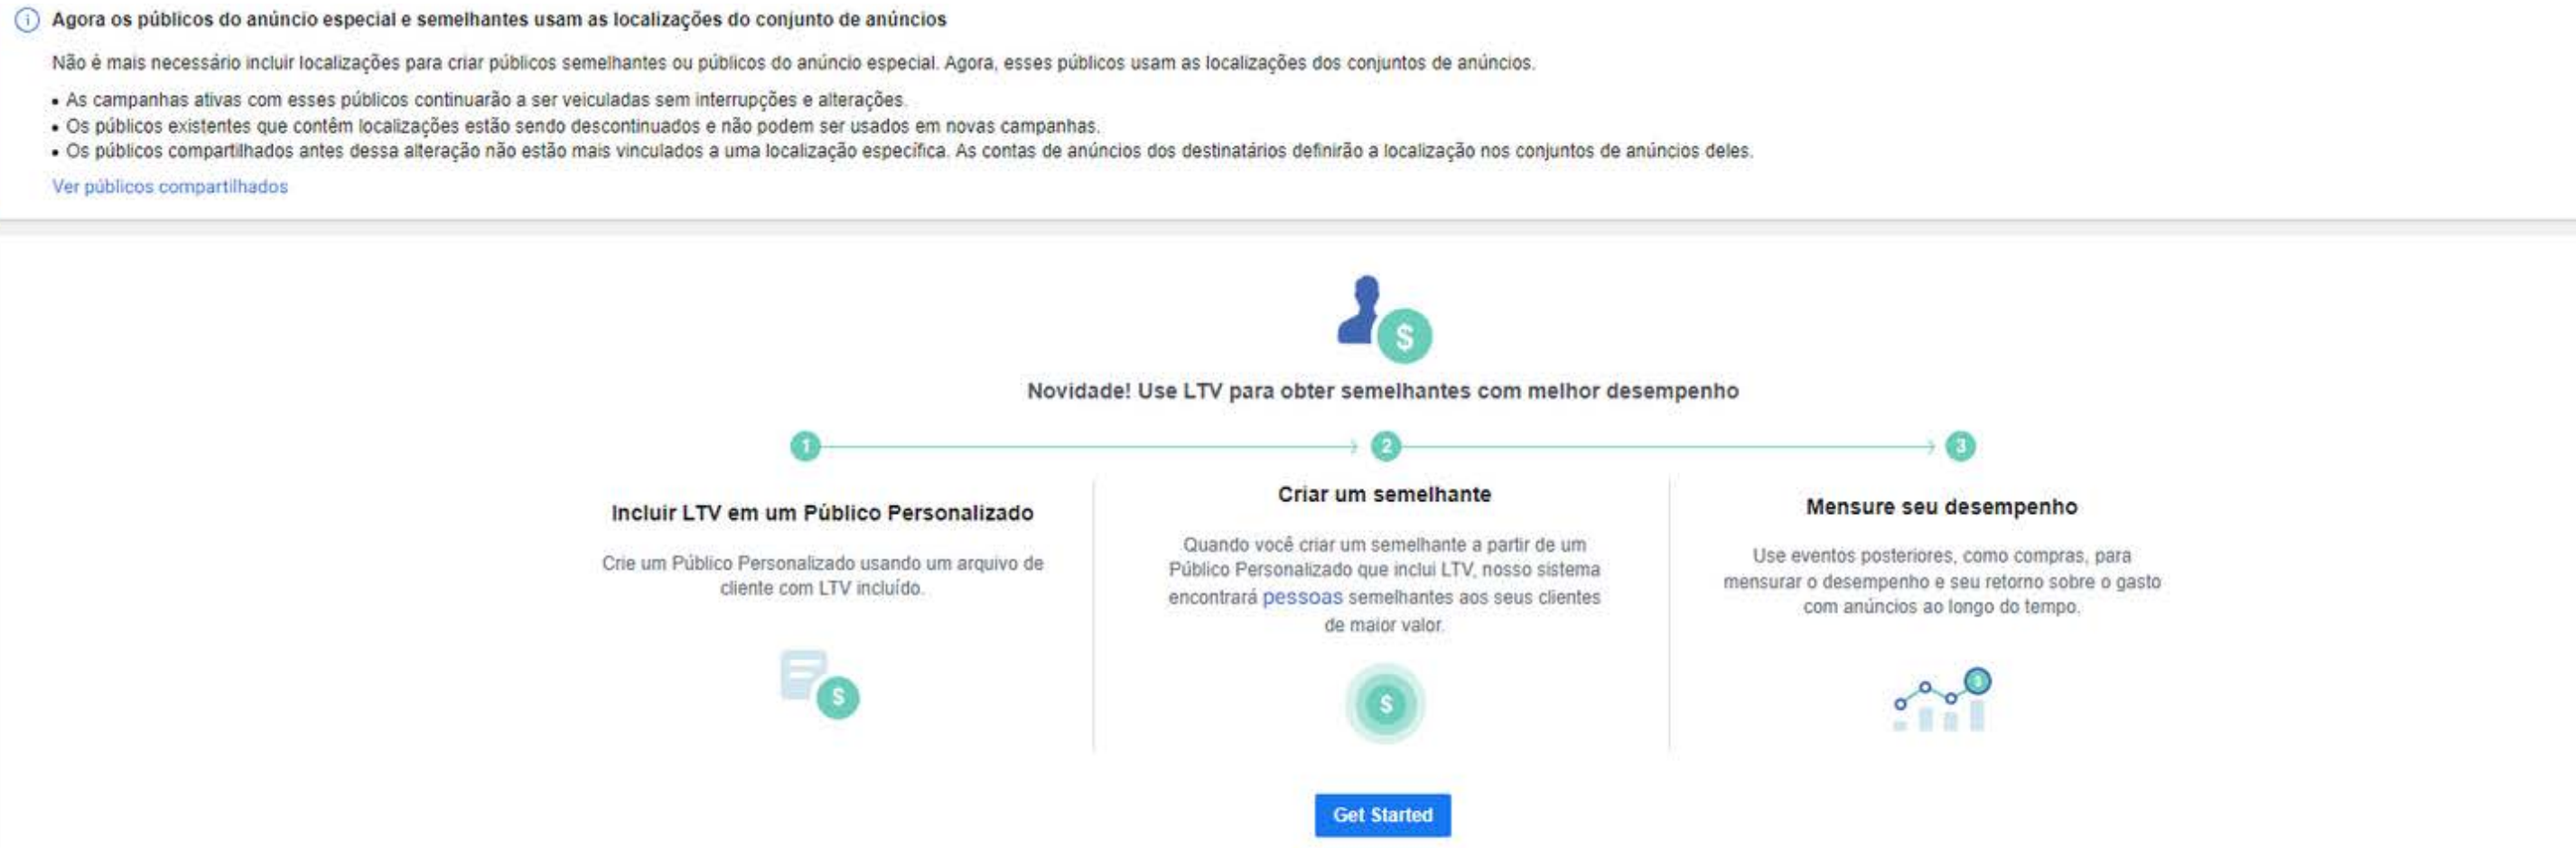 Agora os públicos do anúncio especial e semelhantes usam as localizações do conjunto de anúncios
Não é mais necessário incluir localizações para criar públicos semelhantes ou públicos do anúncio especial. Agora, esses públicos usam as localizações dos conjuntos de anúncios.
• As campanhas ativas com esses públicos continuarão a ser veiculadas sem interrupções e alterações.
• Os públicos existentes que contêm localizações estão sendo descontinuados e não podem ser usados em novas campanhas.
• Os públicos compartilhados antes dessa alteração não estão mais vinculados a uma localização específica. As contas de anúncios dos destinatários definirão a localização nos conjuntos de anúncios deles.
Ver públicos compartilhados
$
Novidade! Use LTV para obter semelhantes com melhor desempenho
1
2
3
Incluir LTV em um Público Personalizado
Crie um Público Personalizado usando um arquivo de
cliente com LTV incluído.
$
Criar um semelhante
Quando você criar um semelhante a partir de um
Público Personalizado que inclui LTV, nosso sistema
encontrará pessoas semelhantes aos seus clientes
de maior valor.
$
Mensure seu desempenho
Use eventos posteriores, como compras, para
mensurar o desempenho e seu retorno sobre o gasto
com anúncios ao longo do tempo.
$
Get Started